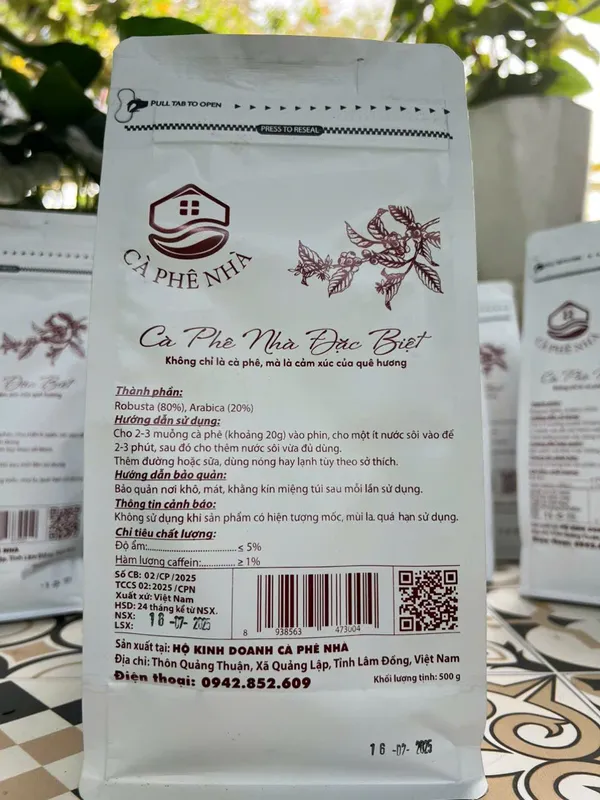 PULL TAB TO OPEN
PRESS TO RESEAL
CÀ PHÊ NHÀ
Cà Phê Nhà Đặc Biệt
Không chỉ là cà phê, mà là cảm xúc của quê hương
Thành phần:
Robusta (80%), Arabica (20%)
Hướng dẫn sử dụng:
Cho 2-3 muỗng cà phê (khoảng 20g) vào phin, cho một ít nước sôi vào để
2-3 phút, sau đó cho thêm nước sôi vừa đủ dùng.
Thêm đường hoặc sữa, dùng nóng hay lạnh tùy theo sở thích.
Hướng dẫn bảo quản:
Bảo quản nơi khô, mát, khằng kín miệng túi sau mỗi lần sử dụng.
Thông tin cảnh báo:
Không sử dụng khi sản phẩm có hiện tượng mốc, mùi lạ, quá hạn sử dụng.
Chỉ tiêu chất lượng:
Độ ẩm:.............................. ≤ 5%
Hàm lượng caffein:........... ≥ 1%
Số CB: 02/CP/2025
TCCS 02: 2025/CPN
Xuất xứ: Việt Nam
HSD: 24 tháng kể từ NSX.
NSX: 16-07-2025
LSX:
8 938563 473004
Sản xuất tại: HỘ KINH DOANH CÀ PHÊ NHÀ
Địa chỉ: Thôn Quảng Thuận, Xã Quảng Lập, Tỉnh Lâm Đồng, Việt Nam
Điện thoại: 0942.852.609
Khối lượng tịnh: 500 g
16-07-2025
Đặc Biệt
CÀ PHÊ NHÀ